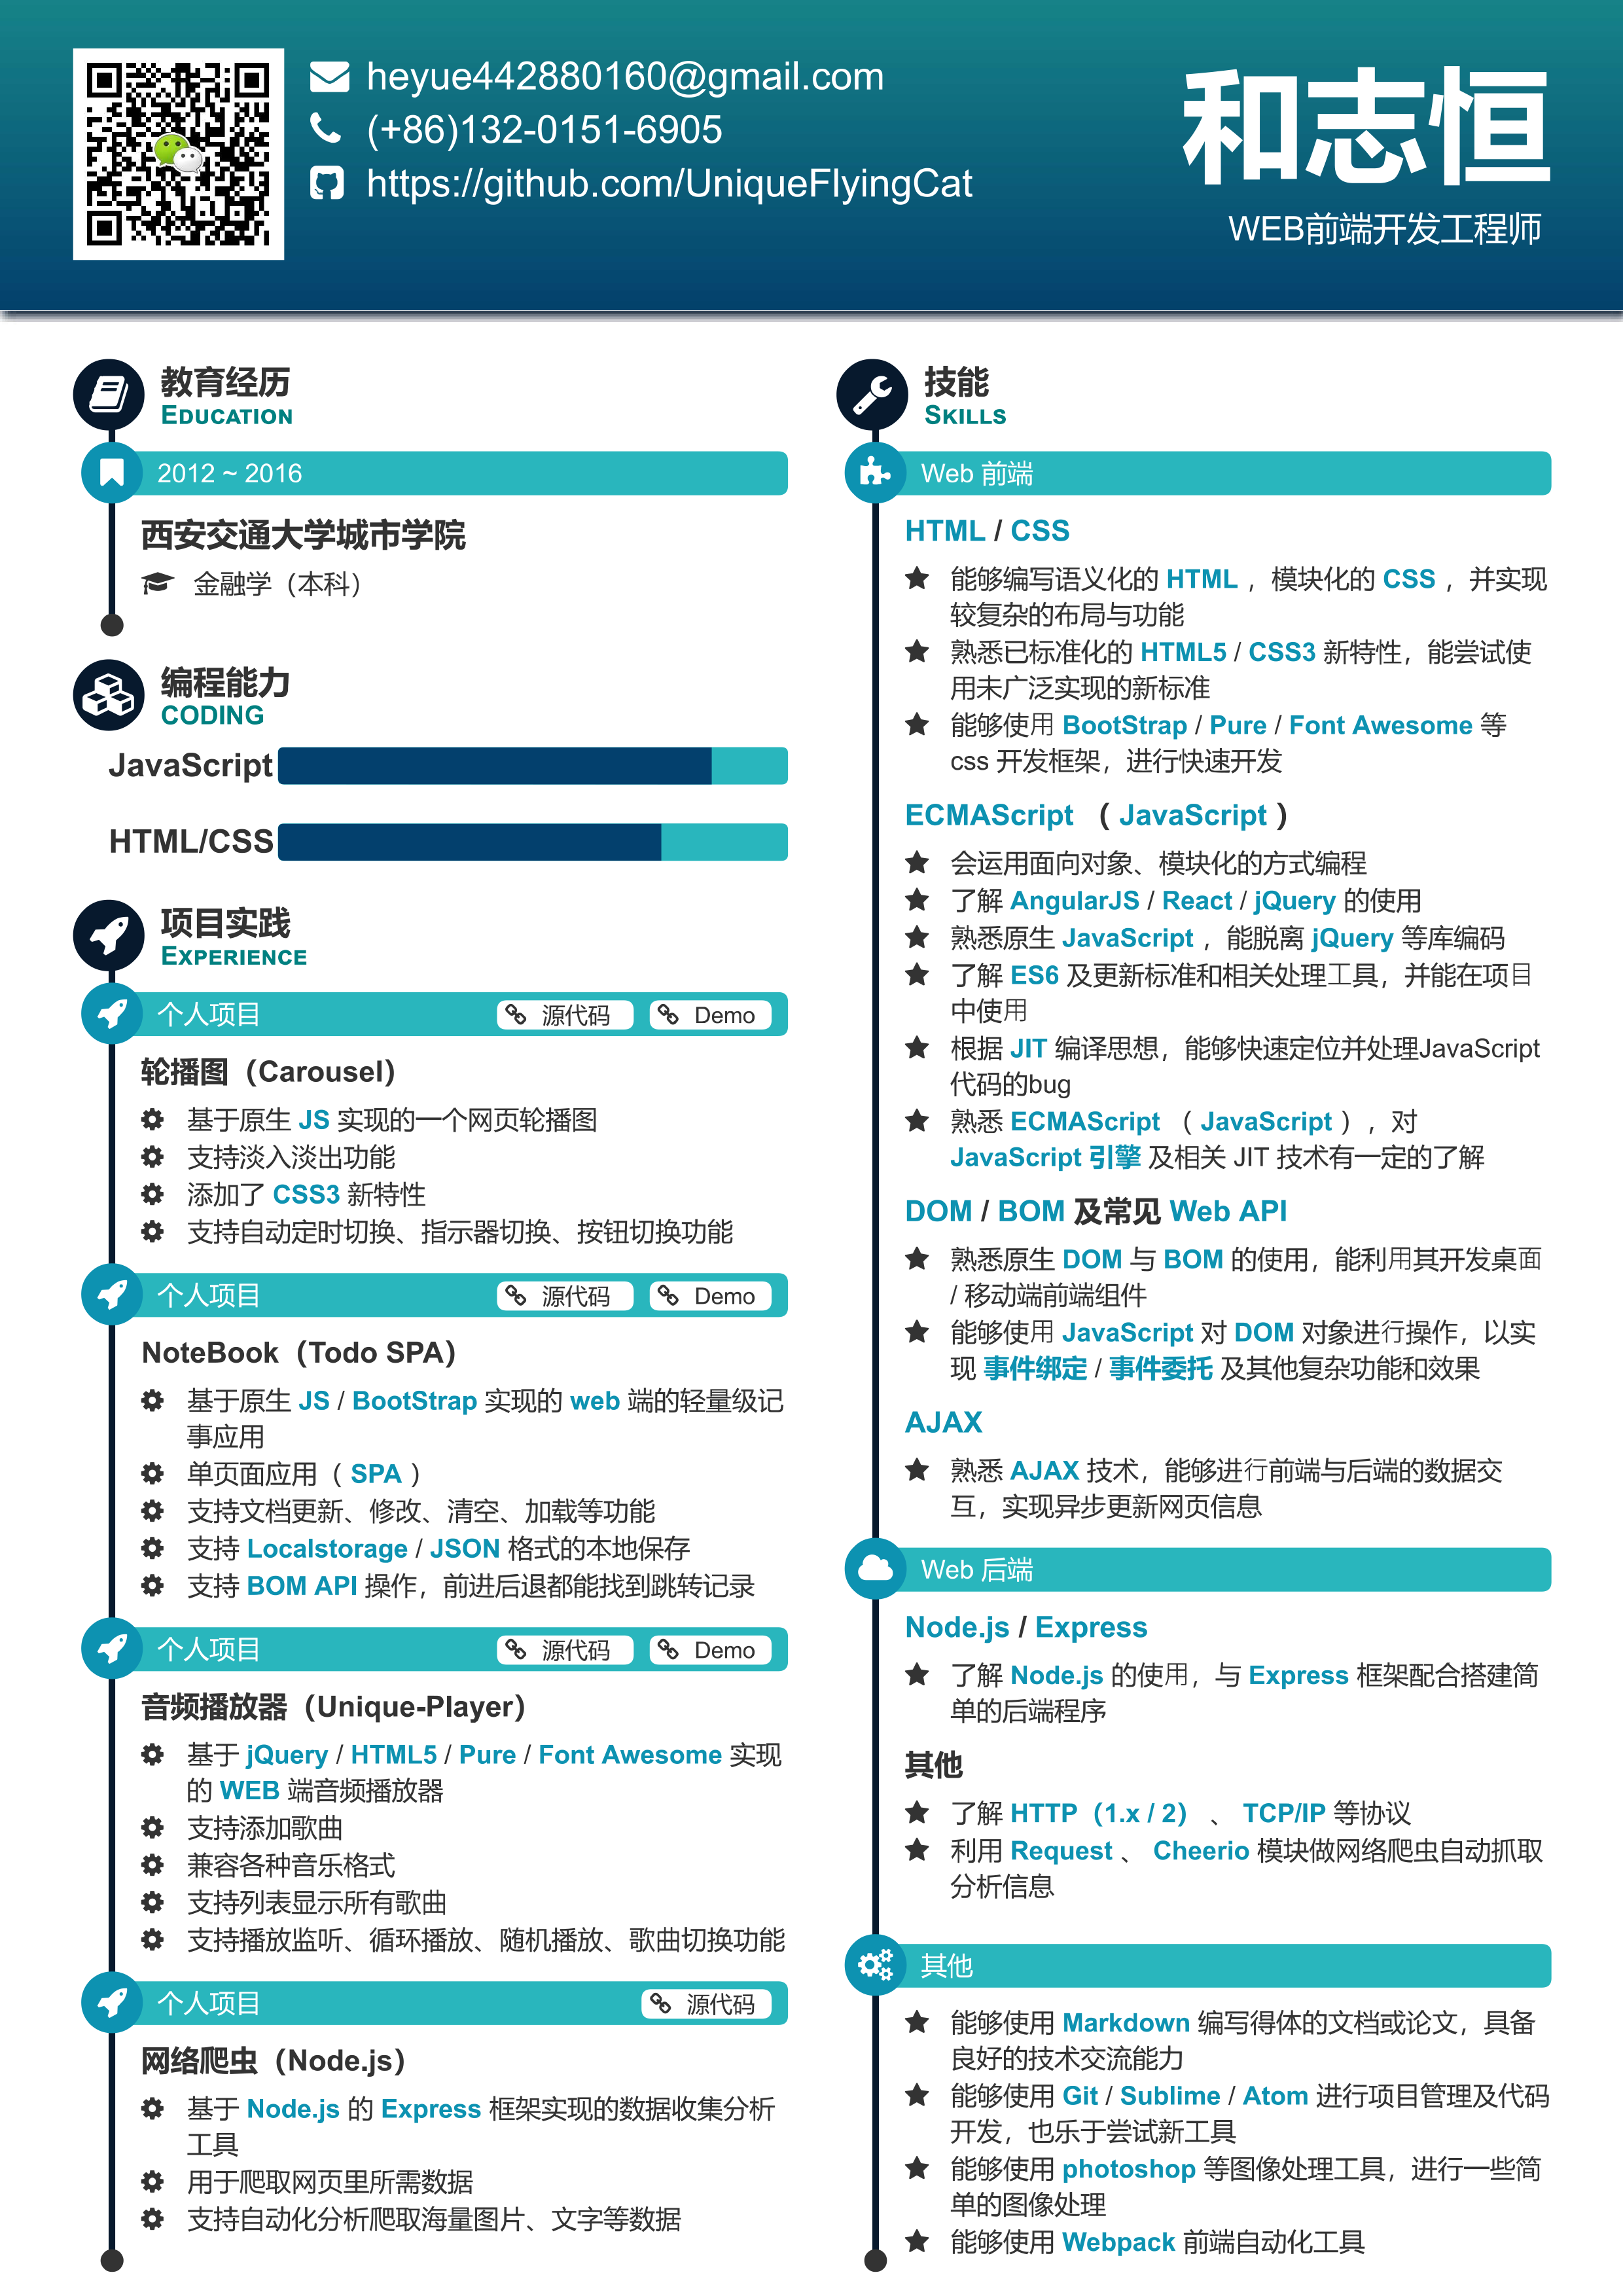 heyue442880160@gmail.com
(+86)132-0151-6905
https://github.com/UniqueFlyingCat
和志恒
WEB前端开发工程师
教育经历
EDUCATION
2012 ~ 2016
西安交通大学城市学院
金融学（本科）
编程能力
CODING
JavaScript
HTML/CSS
项目实践
EXPERIENCE
个人项目 源代码 Demo
轮播图（Carousel）
基于原生 JS 实现的一个网页轮播图
支持淡入淡出功能
添加了 CSS3 新特性
支持自动定时切换、指示器切换、按钮切换功能
个人项目 源代码 Demo
NoteBook（Todo SPA）
基于原生 JS / BootStrap 实现的 web 端的轻量级记
事应用
单页面应用（ SPA ）
支持文档更新、修改、清空、加载等功能
支持 Localstorage / JSON 格式的本地保存
支持 BOM API 操作，前进后退都能找到跳转记录
个人项目 源代码 Demo
音频播放器（Unique-Player）
基于 jQuery / HTML5 / Pure / Font Awesome 实现
的 WEB 端音频播放器
支持添加歌曲
兼容各种音乐格式
支持列表显示所有歌曲
支持播放监听、循环播放、随机播放、歌曲切换功能
个人项目 源代码
网络爬虫（Node.js）
基于 Node.js 的 Express 框架实现的数据收集分析
工具
用于爬取网页里所需数据
支持自动化分析爬取海量图片、文字等数据
技能
SKILLS
Web 前端
HTML / CSS
能够编写语义化的 HTML ，模块化的 CSS ，并实现
较复杂的布局与功能
熟悉已标准化的 HTML5 / CSS3 新特性，能尝试使
用未广泛实现的新标准
能够使用 BootStrap / Pure / Font Awesome 等
css 开发框架，进行快速开发
ECMAScript （ JavaScript ）
会运用面向对象、模块化的方式编程
了解 AngularJS / React / jQuery 的使用
熟悉原生 JavaScript ，能脱离 jQuery 等库编码
了解 ES6 及更新标准和相关处理工具，并能在项目
中使用
根据 JIT 编译思想，能够快速定位并处理JavaScript
代码的bug
熟悉 ECMAScript （ JavaScript ），对
JavaScript 引擎 及相关 JIT 技术有一定的了解
DOM / BOM 及常见 Web API
熟悉原生 DOM 与 BOM 的使用，能利用其开发桌面
/ 移动端前端组件
能够使用 JavaScript 对 DOM 对象进行操作，以实
现 事件绑定 / 事件委托 及其他复杂功能和效果
AJAX
熟悉 AJAX 技术，能够进行前端与后端的数据交
互，实现异步更新网页信息
Web 后端
Node.js / Express
了解 Node.js 的使用，与 Express 框架配合搭建简
单的后端程序
其他
了解 HTTP（1.x / 2） 、 TCP/IP 等协议
利用 Request 、 Cheerio 模块做网络爬虫自动抓取
分析信息
其他
能够使用 Markdown 编写得体的文档或论文，具备
良好的技术交流能力
能够使用 Git / Sublime / Atom 进行项目管理及代码
开发，也乐于尝试新工具
能够使用 photoshop 等图像处理工具，进行一些简
单的图像处理
能够使用 Webpack 前端自动化工具